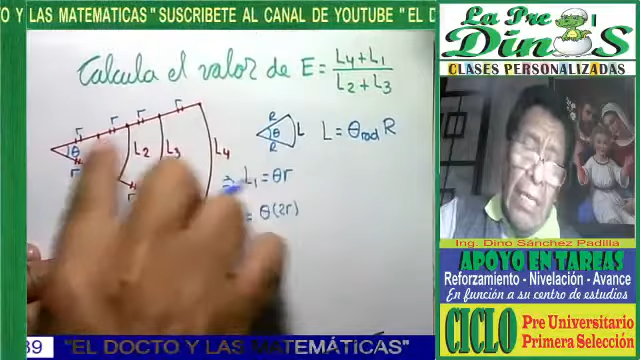 O Y LAS MATEMATICAS" SUSCRIBETE AL CANAL DE YOUTUBE " EL D
La Pre
DinoS
CLASES PERSONALIZADAS
Calcula el valor de E = (L4+L1)/(L2+L3)
r r r r
θ L2 L3 L4
r r
R θ L R
L = θrad R
⇒ L1 = θr
= θ(2r)
Ing. Dino Sánchez Padilla
APOYO EN TAREAS
Reforzamiento - Nivelación - Avance
En función a su centro de estudios
CICLO Pre Universitario
Primera Selección
39 "EL DOCTO Y LAS MATEMÁTICAS"